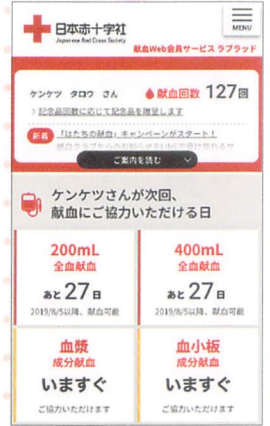 日本赤十字社
Japanese Red Cross Society
MENU
献血Web会員サービス ラブラッド
ケンケツ タロウ さん
献血回数 127回
> 記念品回数に応じて記念品を贈呈します
新着 「はたちの献血」キャンペーンがスタート!
ご案内を読む
ケンケツさんが次回、
献血にご協力いただける日
200mL
全血献血
あと27日
2019/8/5以降、献血可能
400mL
全血献血
あと27日
2019/8/5以降、献血可能
血漿
成分献血
いますぐ
ご協力いただけます
血小板
成分献血
いますぐ
ご協力いただけます